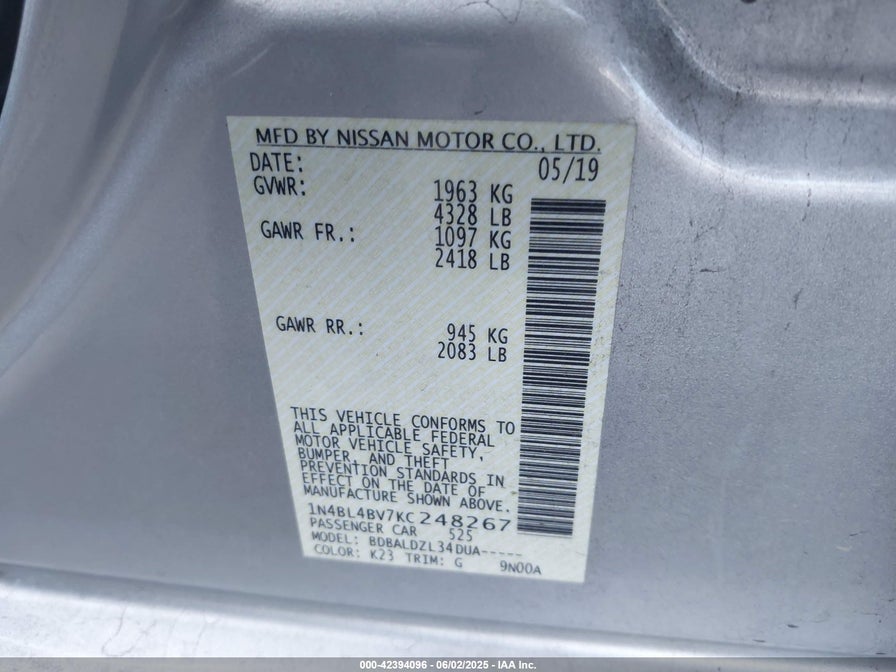 MFD BY NISSAN MOTOR CO., LTD.
DATE: 05/19
GVWR: 1963 KG
4328 LB
GAWR FR.: 1097 KG
2418 LB
GAWR RR.: 945 KG
2083 LB
THIS VEHICLE CONFORMS TO
ALL APPLICABLE FEDERAL
MOTOR VEHICLE SAFETY,
BUMPER, AND THEFT
PREVENTION STANDARDS IN
EFFECT ON THE DATE OF
MANUFACTURE SHOWN ABOVE.
1N4BL4BV7KC248267
PASSENGER CAR 525
MODEL: BDBALDZL34DUA-----
COLOR: K23 TRIM: G 9N00A
000-42394096 - 06/02/2025 - IAA Inc.